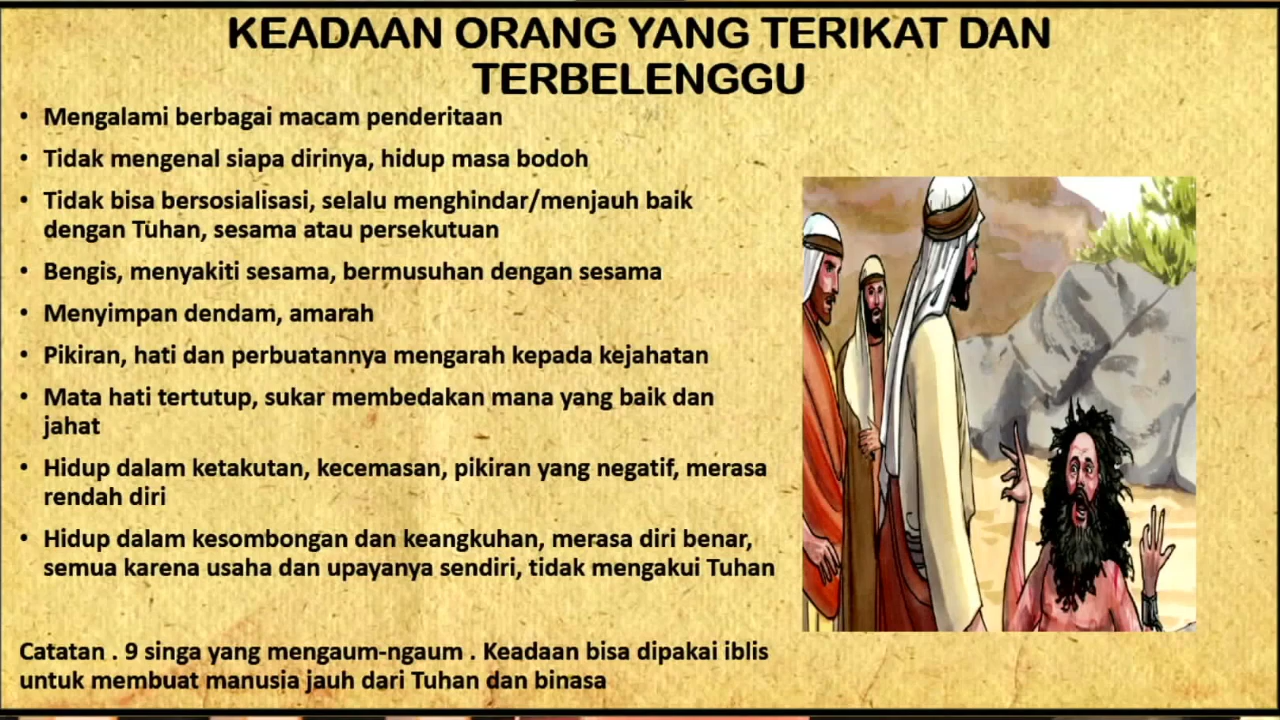 KEADAAN ORANG YANG TERIKAT DAN
TERBELENGGU
• Mengalami berbagai macam penderitaan
• Tidak mengenal siapa dirinya, hidup masa bodoh
• Tidak bisa bersosialisasi, selalu menghindar/menjauh baik
dengan Tuhan, sesama atau persekutuan
• Bengis, menyakiti sesama, bermusuhan dengan sesama
• Menyimpan dendam, amarah
• Pikiran, hati dan perbuatannya mengarah kepada kejahatan
• Mata hati tertutup, sukar membedakan mana yang baik dan
jahat
• Hidup dalam ketakutan, kecemasan, pikiran yang negatif, merasa
rendah diri
• Hidup dalam kesombongan dan keangkuhan, merasa diri benar,
semua karena usaha dan upayanya sendiri, tidak mengakui Tuhan
Catatan . 9 singa yang mengaum-ngaum . Keadaan bisa dipakai iblis
untuk membuat manusia jauh dari Tuhan dan binasa